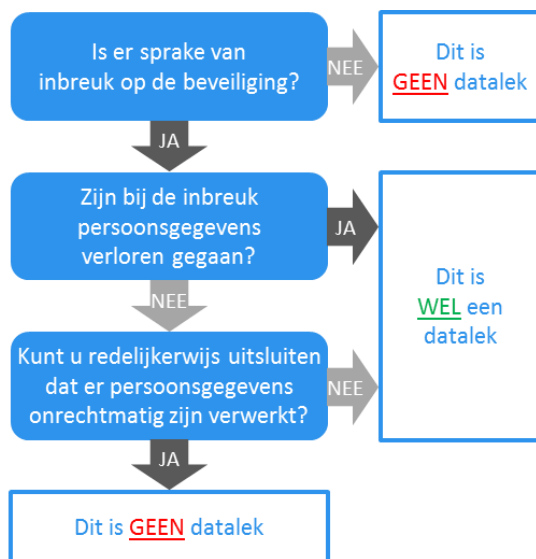 Is er sprake van
inbreuk op de beveiliging?
NEE
Dit is
GEEN datalek
JA
Zijn bij de inbreuk
persoonsgegevens
verloren gegaan?
JA
Dit is
WEL een
datalek
NEE
Kunt u redelijkerwijs uitsluiten
dat er persoonsgegevens
onrechtmatig zijn verwerkt?
NEE
JA
Dit is GEEN datalek